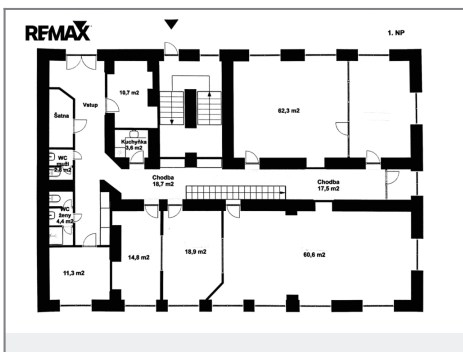 RE/MAX
1. NP
10,7 m2
Vstup
62,3 m2
Šatna
Kuchyňka
3,6 m2
WC
muži
Chodba
18,7 m2
Chodba
17,5 m2
WC
ženy
4,4 m2
14,8 m2
18,9 m2
60,6 m2
11,3 m2